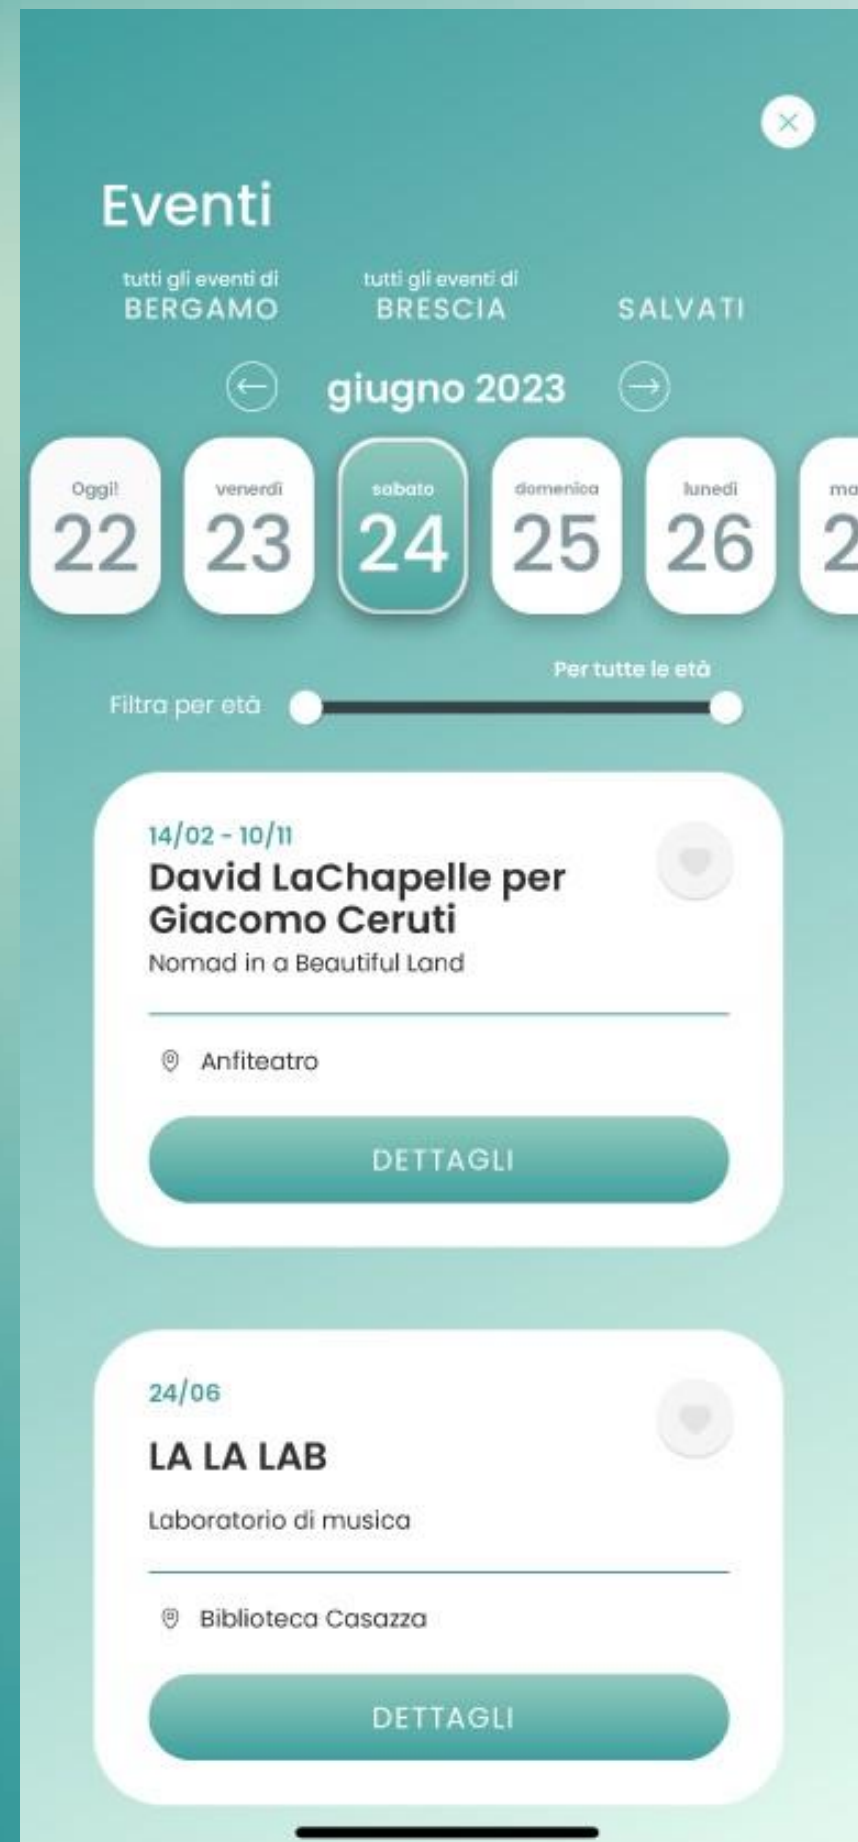 Eventi
tutti gli eventi di
BERGAMO
tutti gli eventi di
BRESCIA
SALVATI
giugno 2023
Oggi!
22
venerdì
23
sabato
24
domenica
25
lunedì
26
ma
2
Per tutte le età
Filtra per età
14/02 - 10/11
David LaChapelle per
Giacomo Ceruti
Nomad in a Beautiful Land
Anfiteatro
DETTAGLI
24/06
LA LA LAB
Laboratorio di musica
Biblioteca Casazza
DETTAGLI